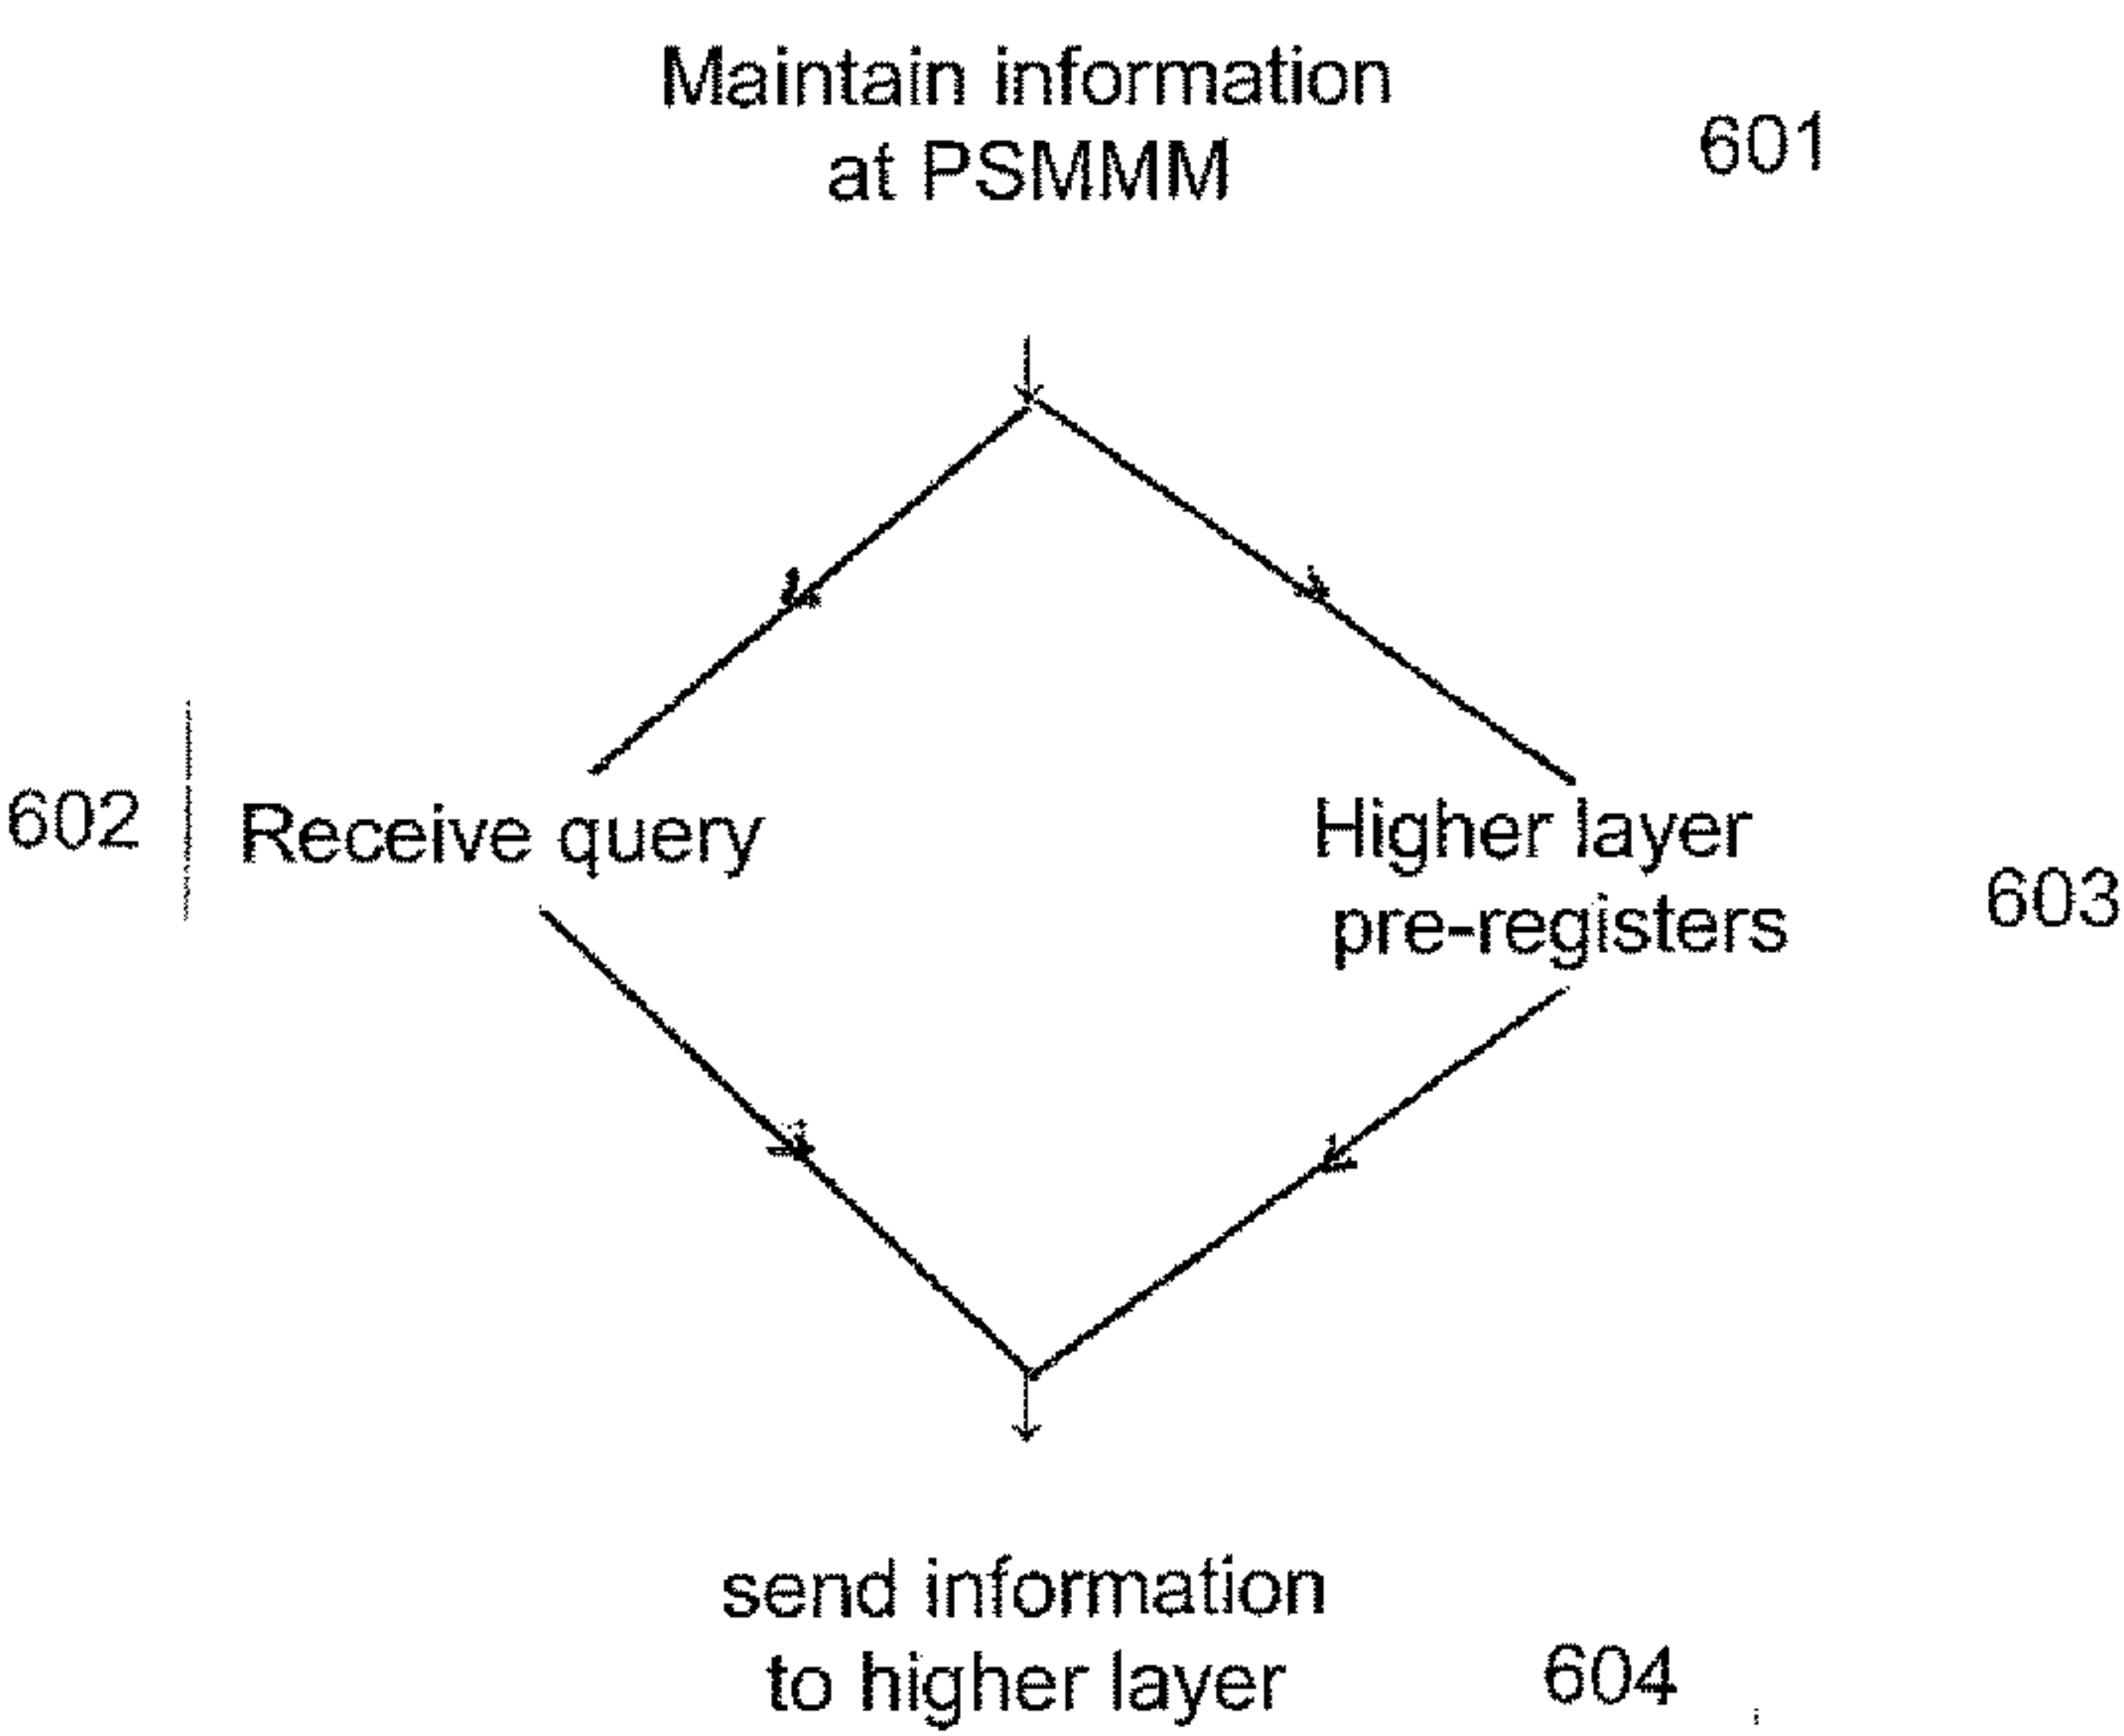 Maintain information
at PSMMM
601
602
Receive query
Higher layer
pre-registers
603
send information
to higher layer
604